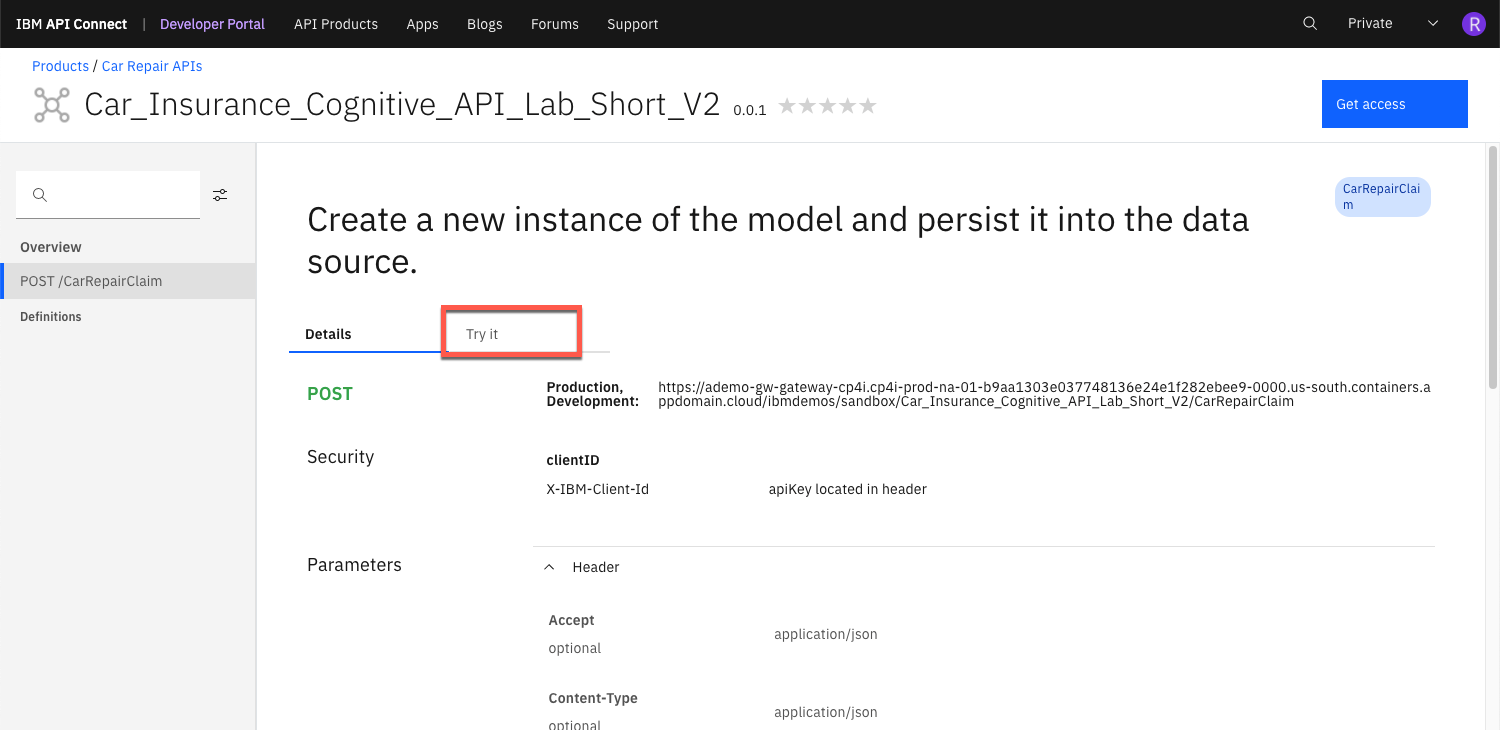 IBM API Connect | Developer Portal API Products Apps Blogs Forums Support Private R
Products / Car Repair APIs
Car_Insurance_Cognitive_API_Lab_Short_V2 0.0.1
Get access
Overview
POST /CarRepairClaim
Definitions
CarRepairClai
m
Create a new instance of the model and persist it into the data
source.
Details Try it
POST
Production,
Development:
https://ademo-gw-gateway-cp4i.cp4i-prod-na-01-b9aa1303e037748136e24e1f282ebee9-0000.us-south.containers.a
ppdomain.cloud/ibmdemos/sandbox/Car_Insurance_Cognitive_API_Lab_Short_V2/CarRepairClaim
Security
clientID
X-IBM-Client-Id apiKey located in header
Parameters
Header
Accept
optional
application/json
Content-Type
optional
application/json